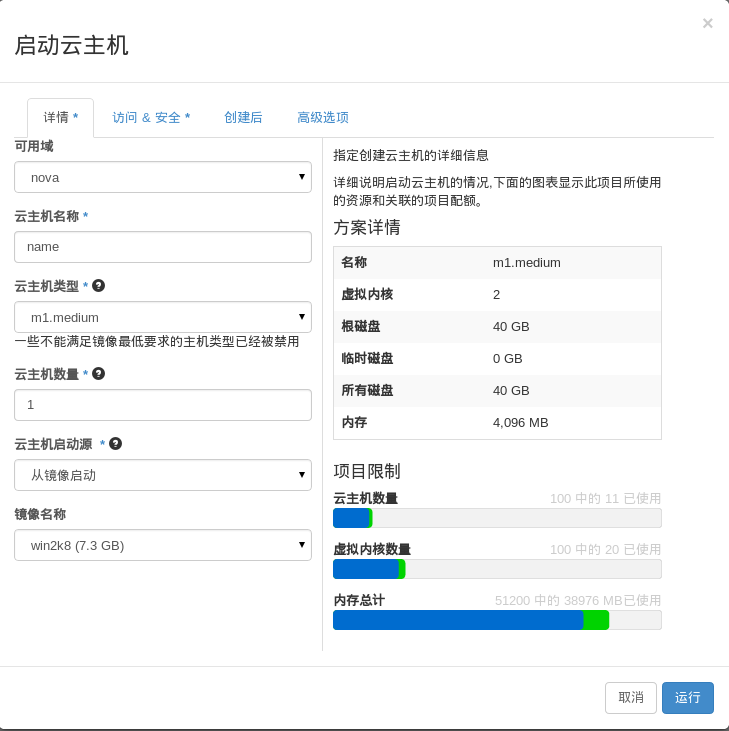 ×
启动云主机
详情 * 访问 & 安全 * 创建后 高级选项
可用域
nova
云主机名称 *
name
云主机类型 * ?
m1.medium
一些不能满足镜像最低要求的主机类型已经被禁用
云主机数量 * ?
1
云主机启动源 * ?
从镜像启动
镜像名称
win2k8 (7.3 GB)
指定创建云主机的详细信息
详细说明启动云主机的情况,下面的图表显示此项目所使用
的资源和关联的项目配额。
方案详情
名称 m1.medium
虚拟内核 2
根磁盘 40 GB
临时磁盘 0 GB
所有磁盘 40 GB
内存 4,096 MB
项目限制
云主机数量 100 中的 11 已使用
虚拟内核数量 100 中的 20 已使用
内存总计 51200 中的 38976 MB已使用
取消 运行